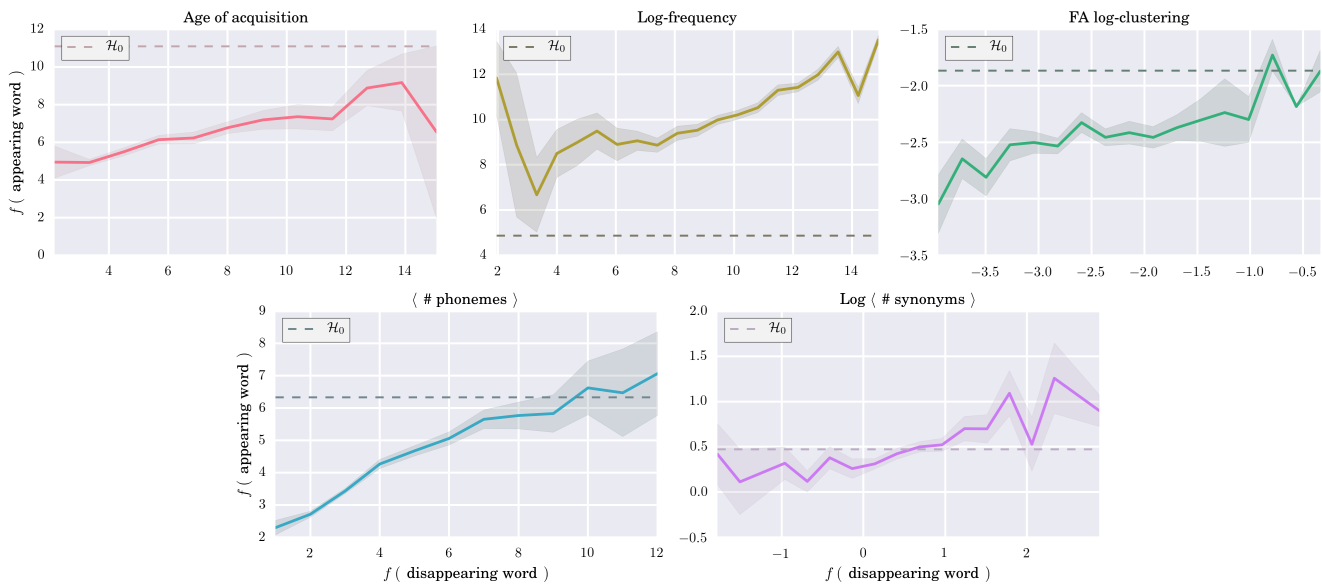 Age of acquisition
Log-frequency
FA log-clustering
12
10
8
6
4
2
0
f ( appearing word )
ℋ₀
4 6 8 10 12 14
14
12
10
8
6
4
ℋ₀
2 4 6 8 10 12 14
−1.5
−2.0
−2.5
−3.0
−3.5
ℋ₀
−3.5 −3.0 −2.5 −2.0 −1.5 −1.0 −0.5
⟨ # phonemes ⟩
Log ⟨ # synonyms ⟩
9
8
7
6
5
4
3
2
f ( appearing word )
ℋ₀
2 4 6 8 10 12
f ( disappearing word )
2.0
1.5
1.0
0.5
0.0
−0.5
ℋ₀
−1 0 1 2
f ( disappearing word )